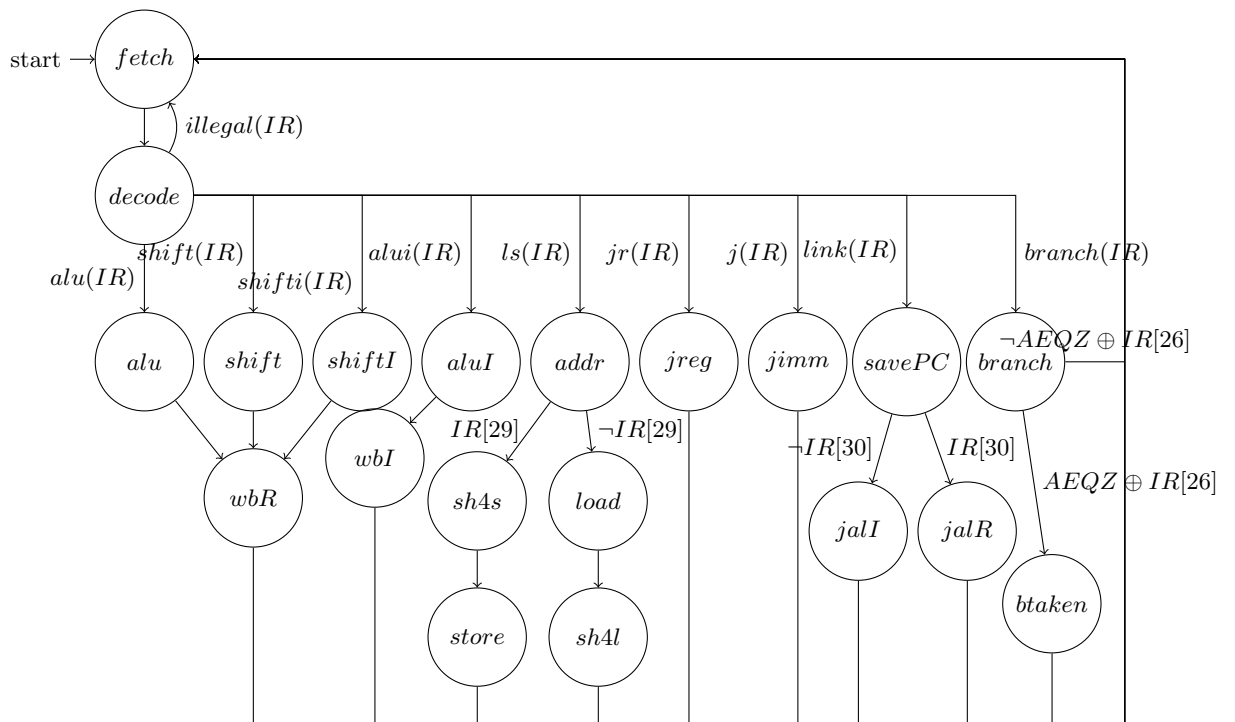 start
fetch
illegal(IR)
decode
alu(IR)
shift(IR)
shifti(IR)
alui(IR)
ls(IR)
jr(IR)
j(IR)
link(IR)
branch(IR)
alu
shift
shiftI
aluI
addr
jreg
jimm
savePC
branch
¬AEQZ ⊕ IR[26]
wbR
wbI
IR[29]
¬IR[29]
¬IR[30]
IR[30]
AEQZ ⊕ IR[26]
sh4s
load
jalI
jalR
btaken
store
sh4l